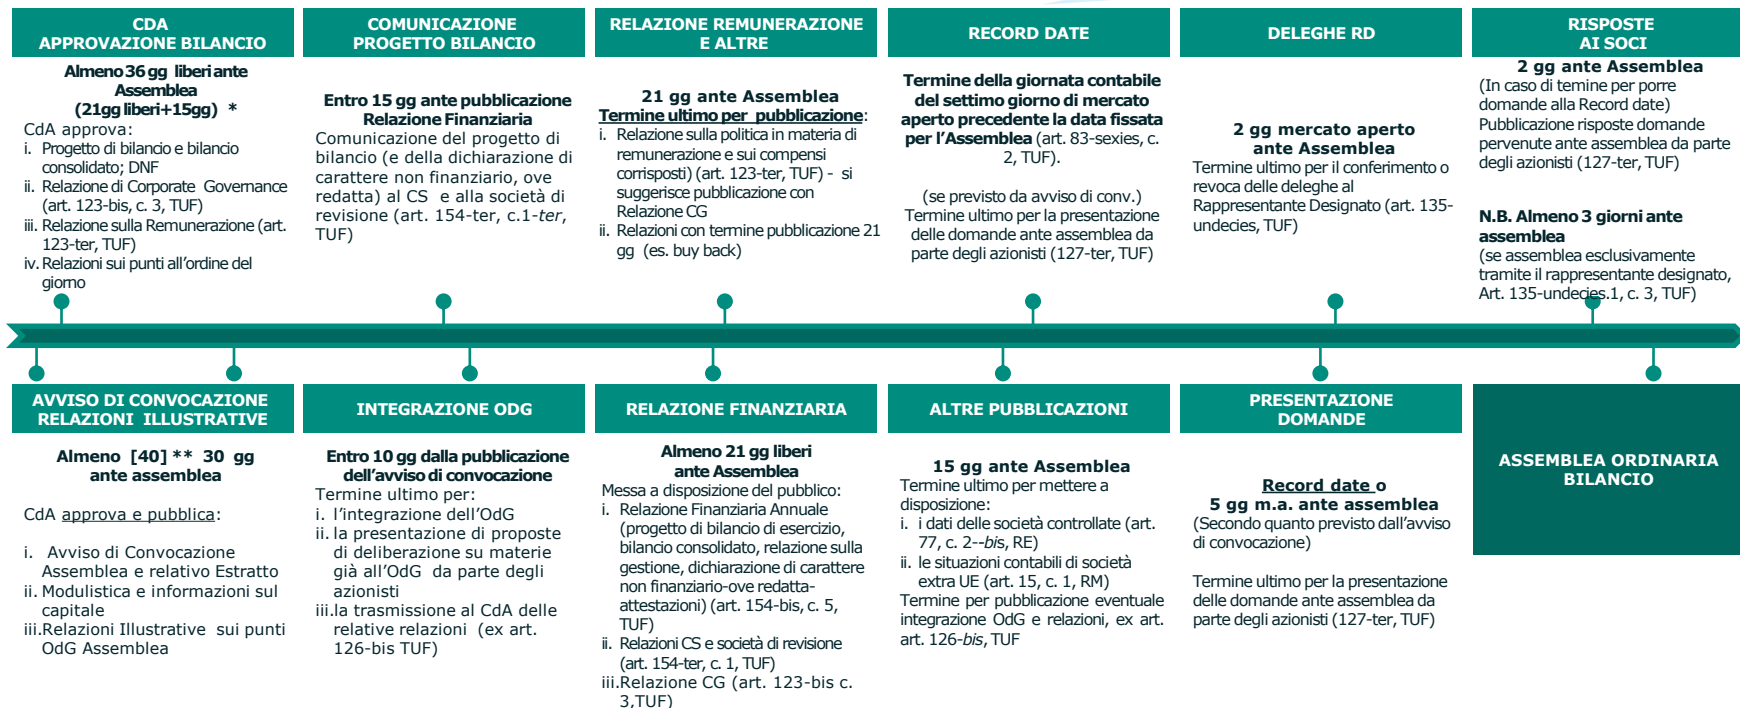 CDA
APPROVAZIONE BILANCIO
Almeno 36 gg liberi ante
Assemblea
(21gg liberi+15gg) *
CdA approva:
i. Progetto di bilancio e bilancio
consolidato; DNF
ii. Relazione di Corporate Governance
(art. 123-bis, c. 3, TUF)
iii. Relazione sulla Remunerazione (art.
123-ter, TUF)
iv. Relazioni sui punti all'ordine del
giorno
COMUNICAZIONE
PROGETTO BILANCIO
Entro 15 gg ante pubblicazione
Relazione Finanziaria
Comunicazione del progetto di
bilancio (e della dichiarazione di
carattere non finanziario, ove
redatta) al CS e alla società di
revisione (art. 154-ter, c.1-ter,
TUF)
RELAZIONE REMUNERAZIONE
E ALTRE
21 gg ante Assemblea
Termine ultimo per pubblicazione:
i. Relazione sulla politica in materia di
remunerazione e sui compensi
corrisposti) (art. 123-ter, TUF) - si
suggerisce pubblicazione con
Relazione CG
ii. Relazioni con termine pubblicazione 21
gg (es. buy back)
RECORD DATE
Termine della giornata contabile
del settimo giorno di mercato
aperto precedente la data fissata
per l'Assemblea (art. 83-sexies, c.
2, TUF).
(se previsto da avviso di conv.)
Termine ultimo per la presentazione
delle domande ante assemblea da
parte degli azionisti (127-ter, TUF)
DELEGHE RD
2 gg mercato aperto
ante Assemblea
Termine ultimo per il conferimento o
revoca delle deleghe al
Rappresentante Designato (art. 135-
undecies, TUF)
RISPOSTE
AI SOCI
2 gg ante Assemblea
(In caso di temine per porre
domande alla Record date)
Pubblicazione risposte domande
pervenute ante assemblea da parte
degli azionisti (127-ter, TUF)
N.B. Almeno 3 giorni ante
assemblea
(se assemblea esclusivamente
tramite il rappresentante designato,
Art. 135-undecies.1, c. 3, TUF)
AVVISO DI CONVOCAZIONE
RELAZIONI ILLUSTRATIVE
Almeno [40] ** 30 gg
ante assemblea
CdA approva e pubblica:
i. Avviso di Convocazione
Assemblea e relativo Estratto
ii. Modulistica e informazioni sul
capitale
iii.Relazioni Illustrative sui punti
OdG Assemblea
INTEGRAZIONE ODG
Entro 10 gg dalla pubblicazione
dell'avviso di convocazione
Termine ultimo per:
i. l'integrazione dell'OdG
ii. la presentazione di proposte
di deliberazione su materie
già all'OdG da parte degli
azionisti
iii.la trasmissione al CdA delle
relative relazioni (ex art.
126-bis TUF)
RELAZIONE FINANZIARIA
Almeno 21 gg liberi
ante Assemblea
Messa a disposizione del pubblico:
i. Relazione Finanziaria Annuale
(progetto di bilancio di esercizio,
bilancio consolidato, relazione sulla
gestione, dichiarazione di carattere
non finanziario-ove redatta-
attestazioni) (art. 154-bis, c. 5,
TUF)
ii. Relazioni CS e società di revisione
(art. 154-ter, c. 1, TUF)
iii.Relazione CG (art. 123-bis c.
3,TUF)
ALTRE PUBBLICAZIONI
15 gg ante Assemblea
Termine ultimo per mettere a
disposizione:
i. i dati delle società controllate (art.
77, c. 2--bis, RE)
ii. le situazioni contabili di società
extra UE (art. 15, c. 1, RM)
Termine per pubblicazione eventuale
integrazione OdG e relazioni, ex art.
art. 126-bis, TUF
PRESENTAZIONE
DOMANDE
Record date o
5 gg m.a. ante assemblea
(Secondo quanto previsto dall'avviso
di convocazione)
Termine ultimo per la presentazione
delle domande ante assemblea da
parte degli azionisti (127-ter, TUF)
ASSEMBLEA ORDINARIA
BILANCIO